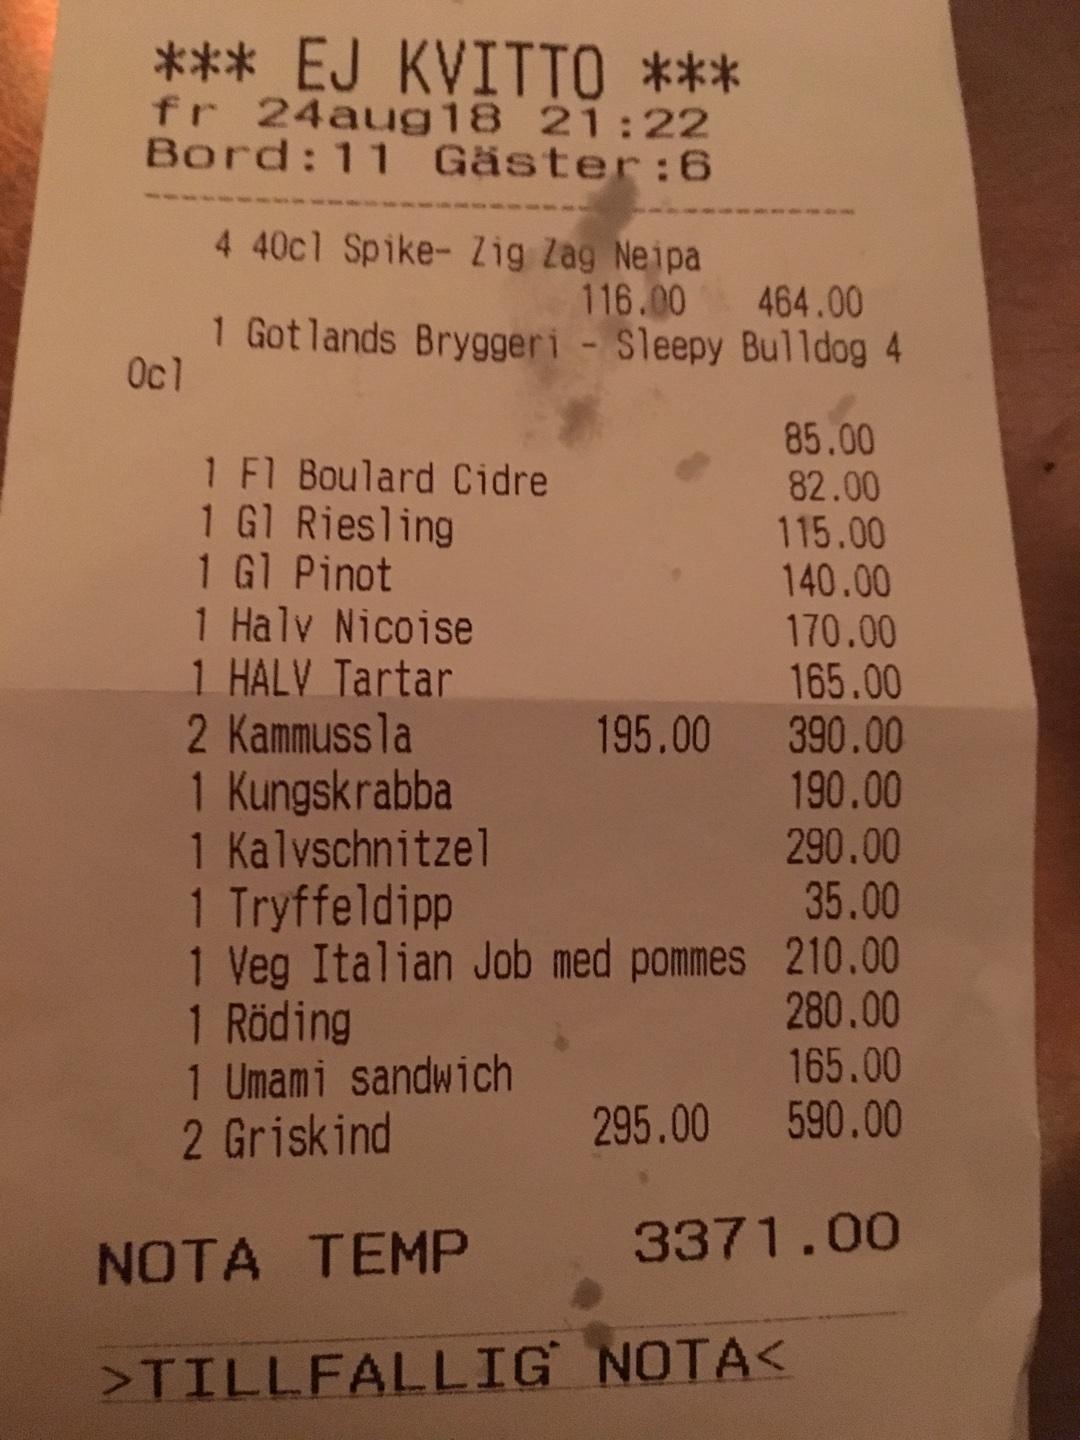 *** EJ KVITTO ***
fr 24aug18 21:22
Bord:11 Gäster:6
4 40cl Spike- Zig Zag Neipa
116.00 464.00
1 Gotlands Bryggeri - Sleepy Bulldog 4
0cl
85.00
1 Fl Boulard Cidre 82.00
1 Gl Riesling 115.00
1 Gl Pinot 140.00
1 Halv Nicoise 170.00
1 HALV Tartar 165.00
2 Kammussla 195.00 390.00
1 Kungskrabba 190.00
1 Kalvschnitzel 290.00
1 Tryffeldipp 35.00
1 Veg Italian Job med pommes 210.00
1 Röding 280.00
1 Umami sandwich 165.00
2 Griskind 295.00 590.00
NOTA TEMP 3371.00
>TILLFALLIG NOTA<